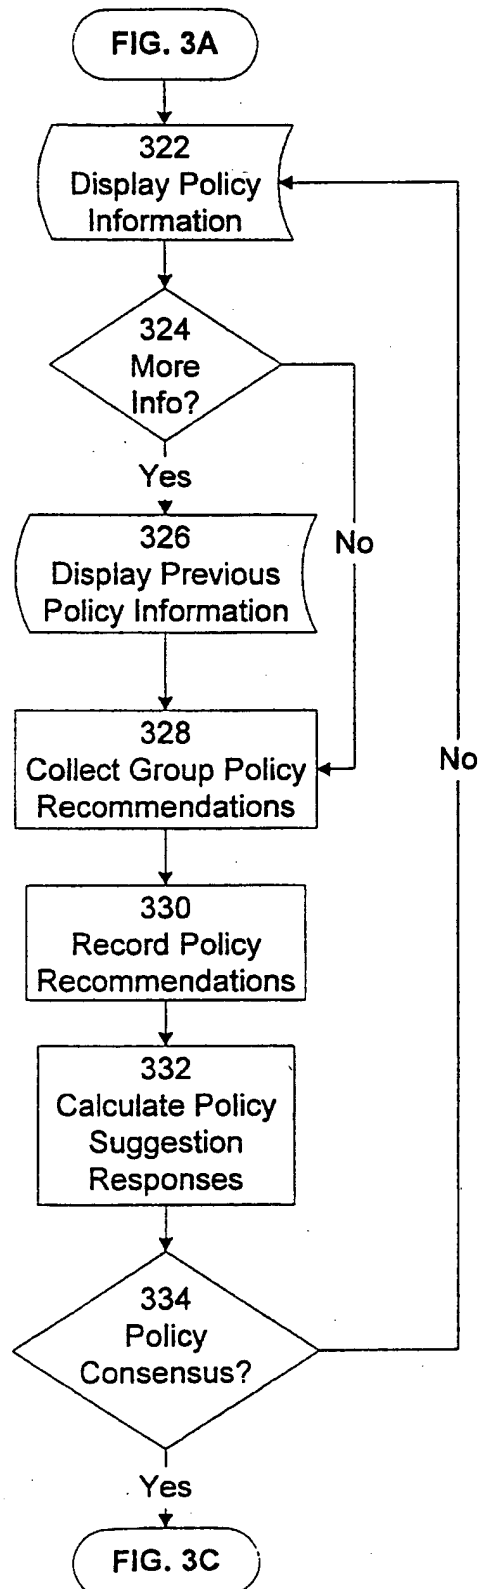 FIG. 3A
322
Display Policy
Information
324
More
Info?
Yes
No
326
Display Previous
Policy Information
328
Collect Group Policy
Recommendations
No
330
Record Policy
Recommendations
332
Calculate Policy
Suggestion
Responses
334
Policy
Consensus?
Yes
FIG. 3C